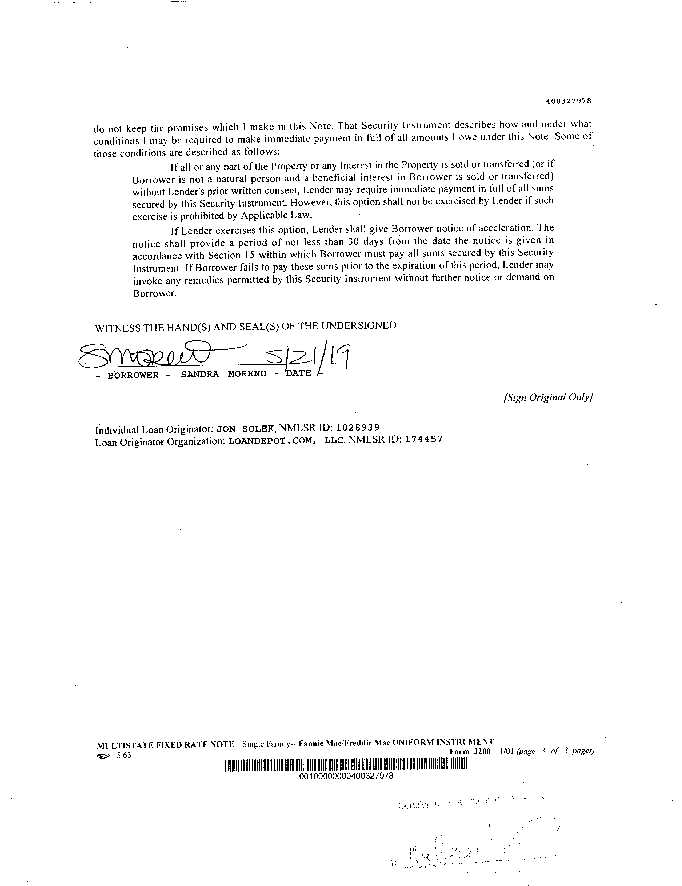 400327978
do not keep the promises which I make in this Note. That Security Instrument describes how and under what
conditions I may be required to make immediate payment in full of all amounts I owe under this Note. Some of
those conditions are described as follows:
If all or any part of the Property or any Interest in the Property is sold or transferred (or if
Borrower is not a natural person and a beneficial interest in Borrower is sold or transferred)
without Lender's prior written consent, Lender may require immediate payment in full of all sums
secured by this Security Instrument. However, this option shall not be exercised by Lender if such
exercise is prohibited by Applicable Law.
If Lender exercises this option, Lender shall give Borrower notice of acceleration. The
notice shall provide a period of not less than 30 days from the date the notice is given in
accordance with Section 15 within which Borrower must pay all sums secured by this Security
Instrument. If Borrower fails to pay these sums prior to the expiration of this period, Lender may
invoke any remedies permitted by this Security Instrument without further notice or demand on
Borrower.
WITNESS THE HAND(S) AND SEAL(S) OF THE UNDERSIGNED
5/21/19
- BORROWER - SANDRA MORENO - DATE -
[Sign Original Only]
Individual Loan Originator: JON SOLEK, NMLSR ID: 1028939
Loan Originator Organization: LOANDEPOT.COM, LLC, NMLSR ID: 174457
MULTISTATE FIXED RATE NOTE--Single Family--Fannie Mae/Freddie Mac UNIFORM INSTRUMENT
Form 3200 1/01 (page 3 of 3 pages)